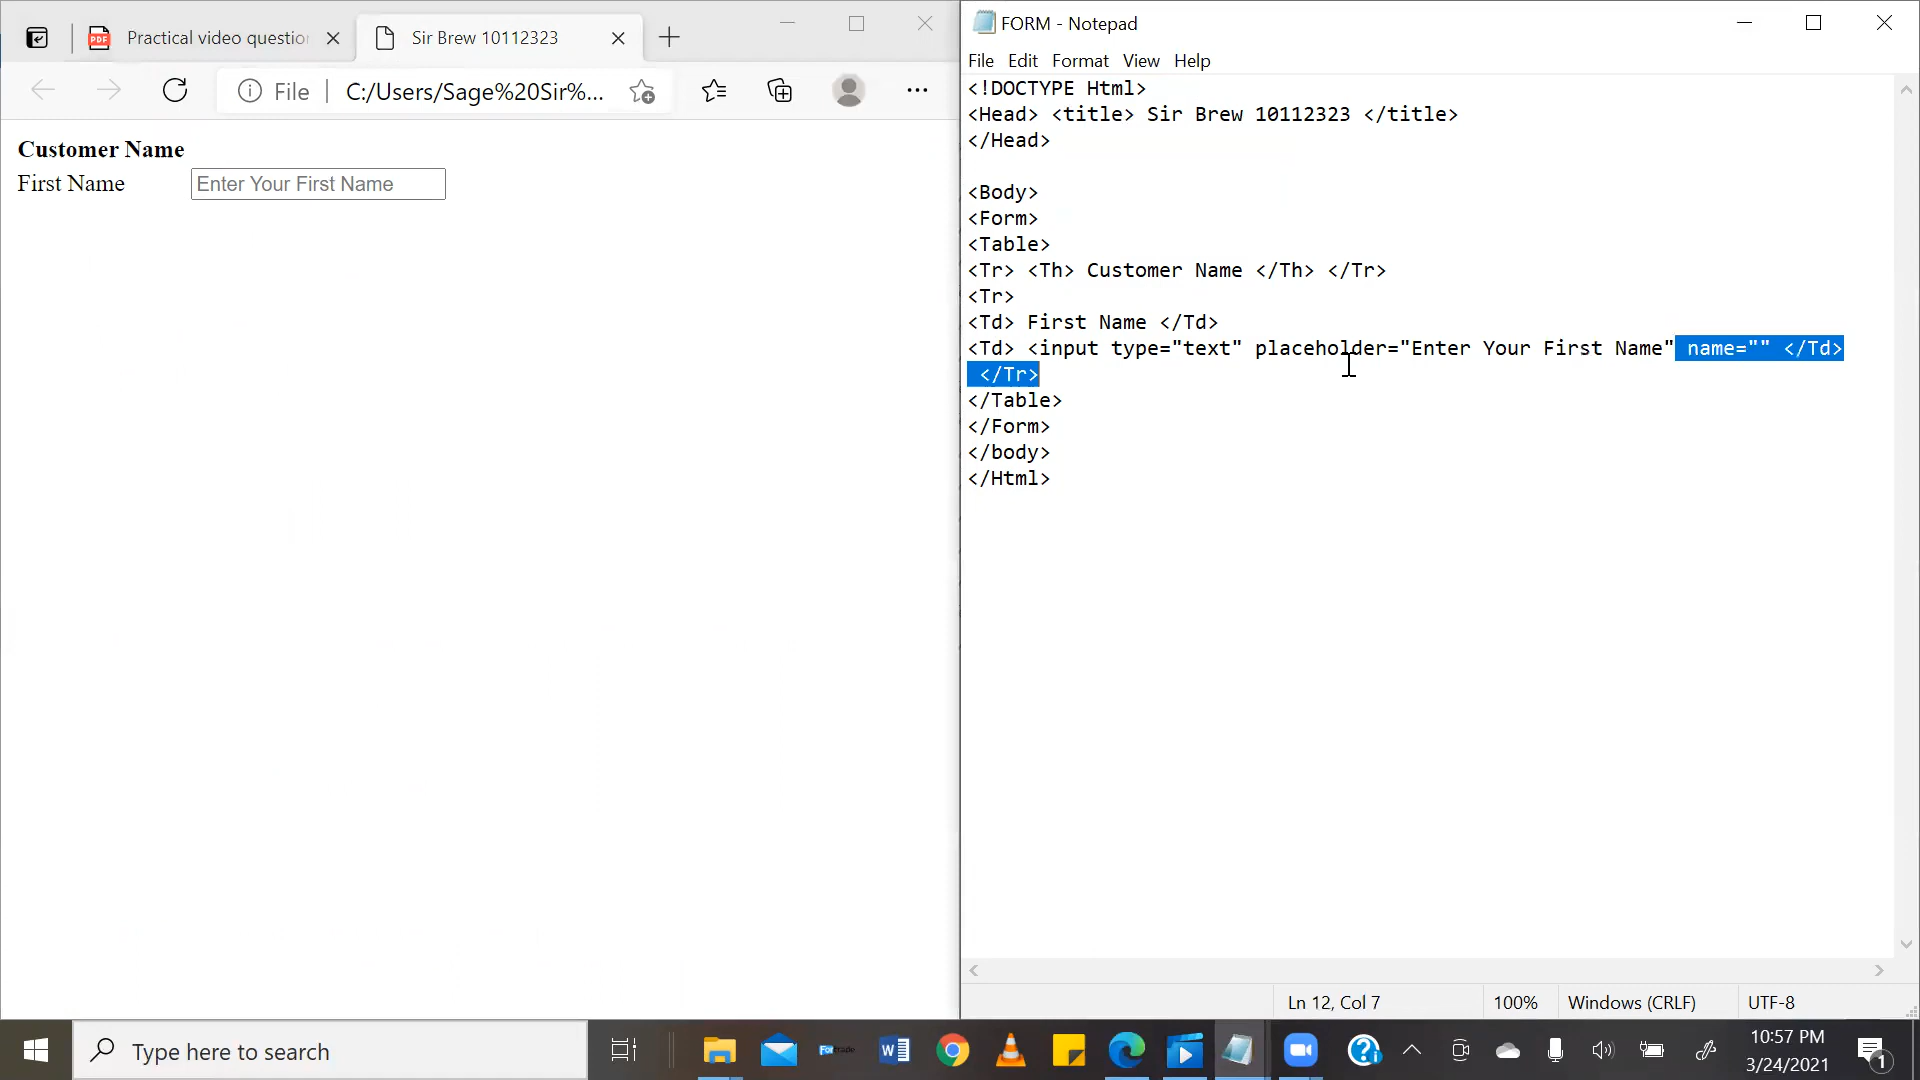 Practical video questio
Sir Brew 10112323
File
C:/Users/Sage%20Sir%...
Customer Name
First Name
Enter Your First Name
FORM - Notepad
File Edit Format View Help
<!DOCTYPE Html>
<Head> <title> Sir Brew 10112323 </title>
</Head>
<Body>
<Form>
<Table>
<Tr> <Th> Customer Name </Th> </Tr>
<Tr>
<Td> First Name </Td>
<Td> <input type="text" placeholder="Enter Your First Name" name="" </Td>
</Tr>
</Table>
</Form>
</body>
</Html>
Ln 12, Col 7
100%
Windows (CRLF)
UTF-8
Type here to search
10:57 PM
3/24/2021
1